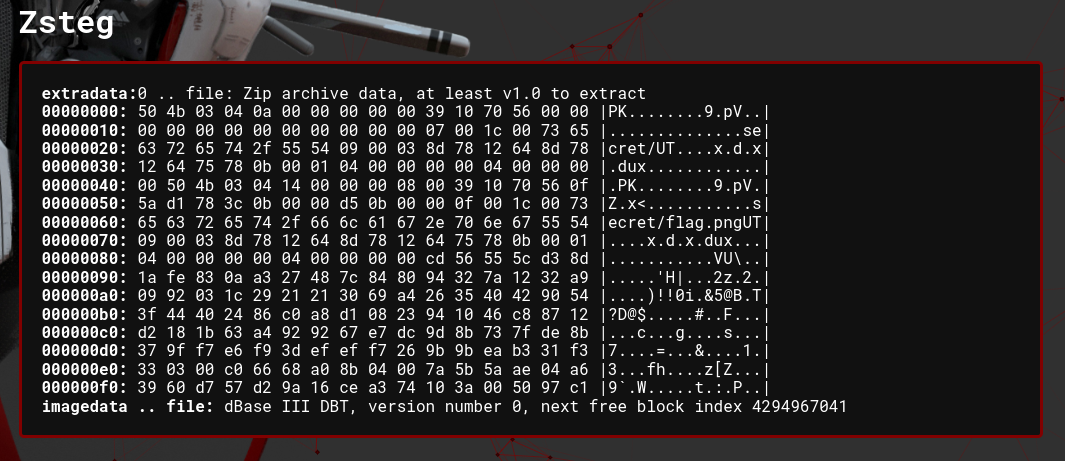 Zsteg
extradata:0 .. file: Zip archive data, at least v1.0 to extract
00000000: 50 4b 03 04 0a 00 00 00 00 00 39 10 70 56 00 00 |PK........9.pV..|
00000010: 00 00 00 00 00 00 00 00 00 00 07 00 1c 00 73 65 |..............se|
00000020: 63 72 65 74 2f 55 54 09 00 03 8d 78 12 64 8d 78 |cret/UT....x.d.x|
00000030: 12 64 75 78 0b 00 01 04 00 00 00 00 04 00 00 00 |.dux............|
00000040: 00 50 4b 03 04 14 00 00 00 08 00 39 10 70 56 0f |.PK........9.pV.|
00000050: 5a d1 78 3c 0b 00 00 d5 0b 00 00 0f 00 1c 00 73 |Z.x<...........s|
00000060: 65 63 72 65 74 2f 66 6c 61 67 2e 70 6e 67 55 54 |ecret/flag.pngUT|
00000070: 09 00 03 8d 78 12 64 8d 78 12 64 75 78 0b 00 01 |....x.d.x.dux...|
00000080: 04 00 00 00 00 04 00 00 00 00 cd 56 55 5c d3 8d |...........VU\..|
00000090: 1a fe 83 0a a3 27 48 7c 84 80 94 32 7a 12 32 a9 |.....'H|...2z.2.|
000000a0: 09 92 03 1c 29 21 21 30 69 a4 26 35 40 42 90 54 |....)!!0i.&5@B.T|
000000b0: 3f 44 40 24 86 c0 a8 d1 08 23 94 10 46 c8 87 12 |?D@$.....#..F...|
000000c0: d2 18 1b 63 a4 92 92 67 e7 dc 9d 8b 73 7f de 8b |...c...g....s...|
000000d0: 37 9f f7 e6 f9 3d ef ef f7 26 9b 9b ea b3 31 f3 |7....=...&....1.|
000000e0: 33 03 00 c0 66 68 a0 8b 04 00 7a 5b 5a ae 04 a6 |3...fh....z[Z...|
000000f0: 39 60 d7 57 d2 9a 16 ce a3 74 10 3a 00 50 97 c1 |9`.W.....t.:.P..|
imagedata .. file: dBase III DBT, version number 0, next free block index 4294967041